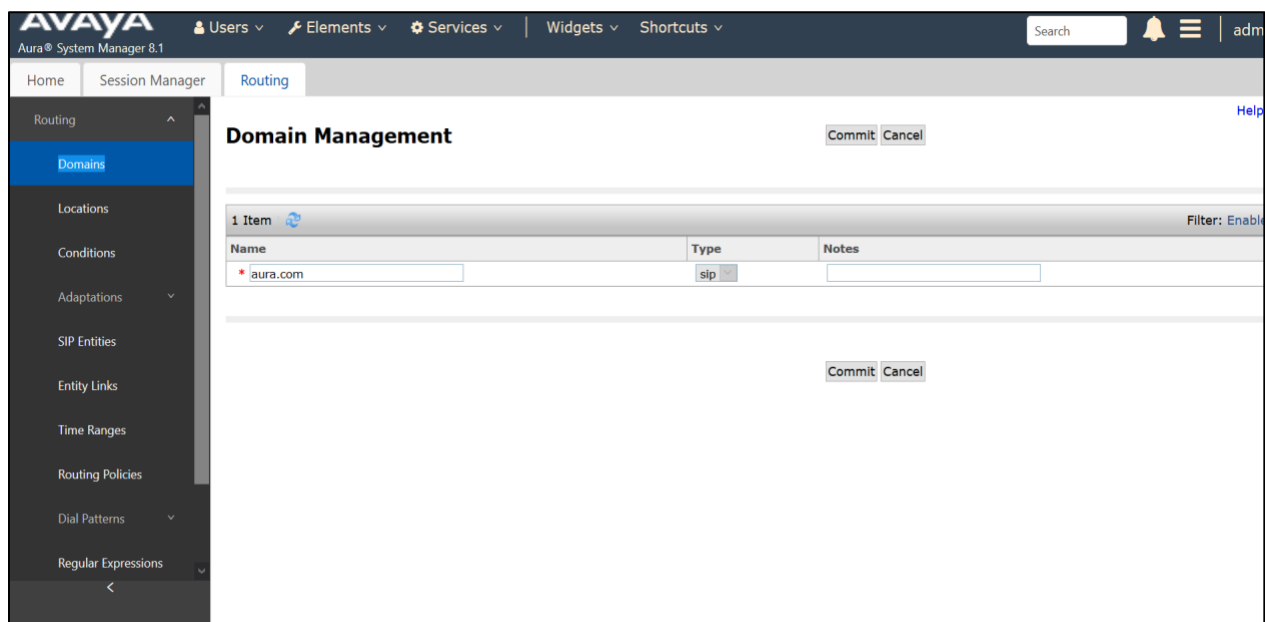 AVAYA
Users Elements Services Widgets Shortcuts Search adm
Aura® System Manager 8.1
Home Session Manager Routing
Help
Routing
Domain Management Commit Cancel
Domains
Locations
1 Item Filter: Enable
Name Type Notes
Conditions
* aura.com sip
Adaptations
SIP Entities
Commit Cancel
Entity Links
Time Ranges
Routing Policies
Dial Patterns
Regular Expressions
<